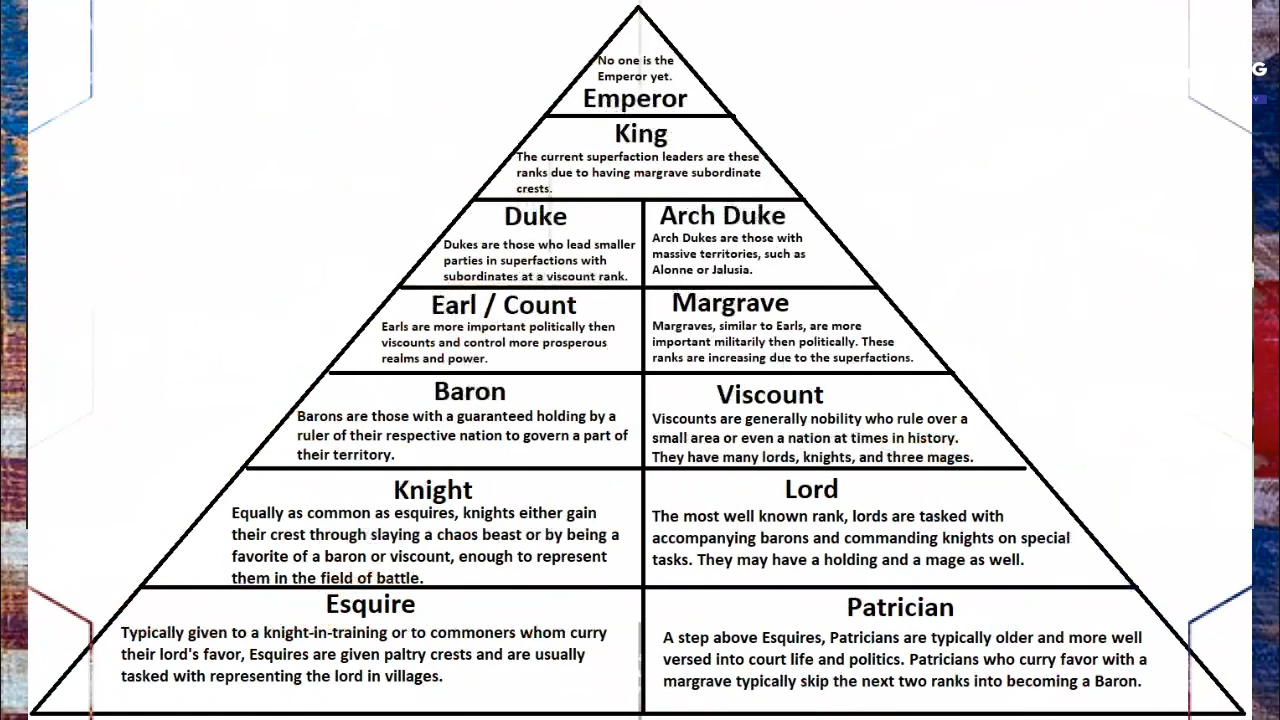 No one is the
Emperor yet.
Emperor
King
The current superfaction leaders are these
ranks due to having margrave subordinate
crests.
Duke
Dukes are those who lead smaller
parties in superfactions with
subordinates at a viscount rank.
Arch Duke
Arch Dukes are those with
massive territories, such as
Alonne or Jalusia.
Earl / Count
Earls are more important politically then
viscounts and control more prosperous
realms and power.
Margrave
Margraves, similar to Earls, are more
important militarily then politically. These
ranks are increasing due to the superfactions.
Baron
Barons are those with a guaranteed holding by a
ruler of their respective nation to govern a part of
their territory.
Viscount
Viscounts are generally nobility who rule over a
small area or even a nation at times in history.
They have many lords, knights, and three mages.
Knight
Equally as common as esquires, knights either gain
their crest through slaying a chaos beast or by being a
favorite of a baron or viscount, enough to represent
them in the field of battle.
Lord
The most well known rank, lords are tasked with
accompanying barons and commanding knights on special
tasks. They may have a holding and a mage as well.
Esquire
Typically given to a knight-in-training or to commoners whom curry
their lord's favor, Esquires are given paltry crests and are usually
tasked with representing the lord in villages.
Patrician
A step above Esquires, Patricians are typically older and more well
versed into court life and politics. Patricians who curry favor with a
margrave typically skip the next two ranks into becoming a Baron.
G
Y